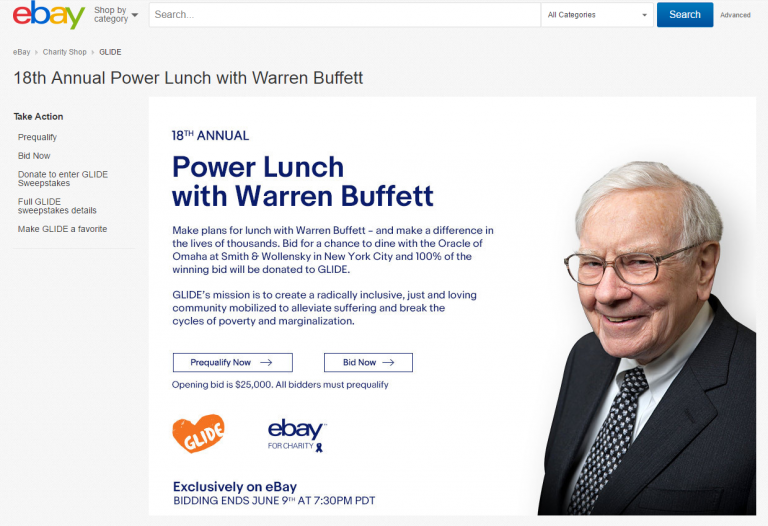 ebay
Shop by
category
Search...
All Categories
Search
Advanced
eBay > Charity Shop > GLIDE
18th Annual Power Lunch with Warren Buffett
Take Action
Prequalify
Bid Now
Donate to enter GLIDE
Sweepstakes
Full GLIDE
sweepstakes details
Make GLIDE a favorite
18TH ANNUAL
Power Lunch
with Warren Buffett
Make plans for lunch with Warren Buffett – and make a difference in
the lives of thousands. Bid for a chance to dine with the Oracle of
Omaha at Smith & Wollensky in New York City and 100% of the
winning bid will be donated to GLIDE.
GLIDE's mission is to create a radically inclusive, just and loving
community mobilized to alleviate suffering and break the
cycles of poverty and marginalization.
Prequalify Now →
Bid Now →
Opening bid is $25,000. All bidders must prequalify
GLIDE
ebay™
FOR CHARITY
Exclusively on eBay
BIDDING ENDS JUNE 9TH AT 7:30PM PDT